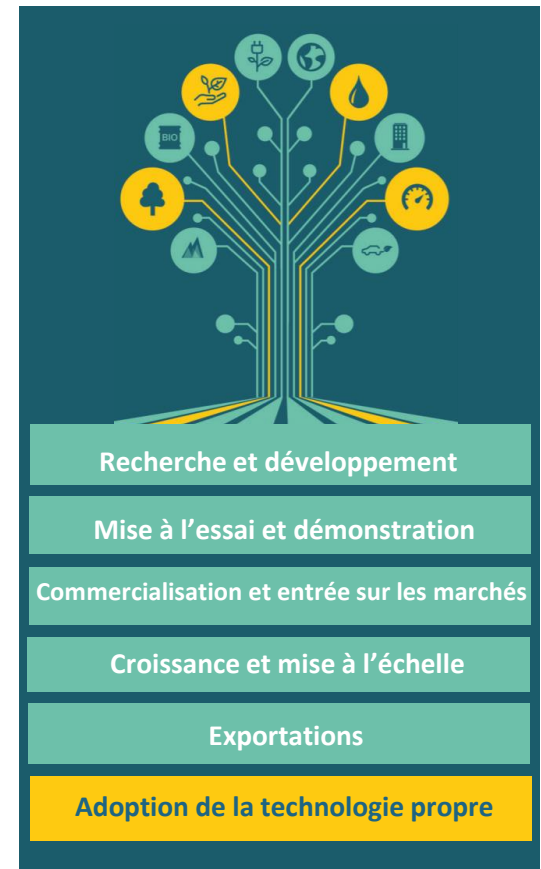 BIO
Recherche et développement
Mise à l’essai et démonstration
Commercialisation et entrée sur les marchés
Croissance et mise à l’échelle
Exportations
Adoption de la technologie propre